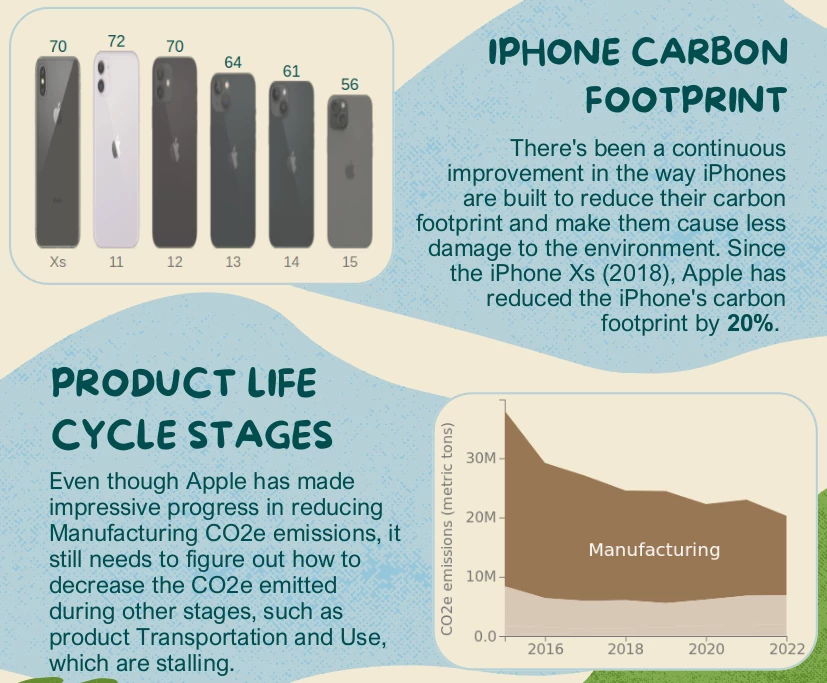 70
72
70
64
61
56
Xs
11
12
13
14
15
IPHONE CARBON
FOOTPRINT
There's been a continuous
improvement in the way iPhones
are built to reduce their carbon
footprint and make them cause less
damage to the environment. Since
the iPhone Xs (2018), Apple has
reduced the iPhone's carbon
footprint by 20%.
PRODUCT LIFE
CYCLE STAGES
Even though Apple has made
impressive progress in reducing
Manufacturing CO2e emissions, it
still needs to figure out how to
decrease the CO2e emitted
during other stages, such as
product Transportation and Use,
which are stalling.
CO2e emissions (metric tons)
30M
20M
10M
0.0
Manufacturing
2016
2018
2020
2022